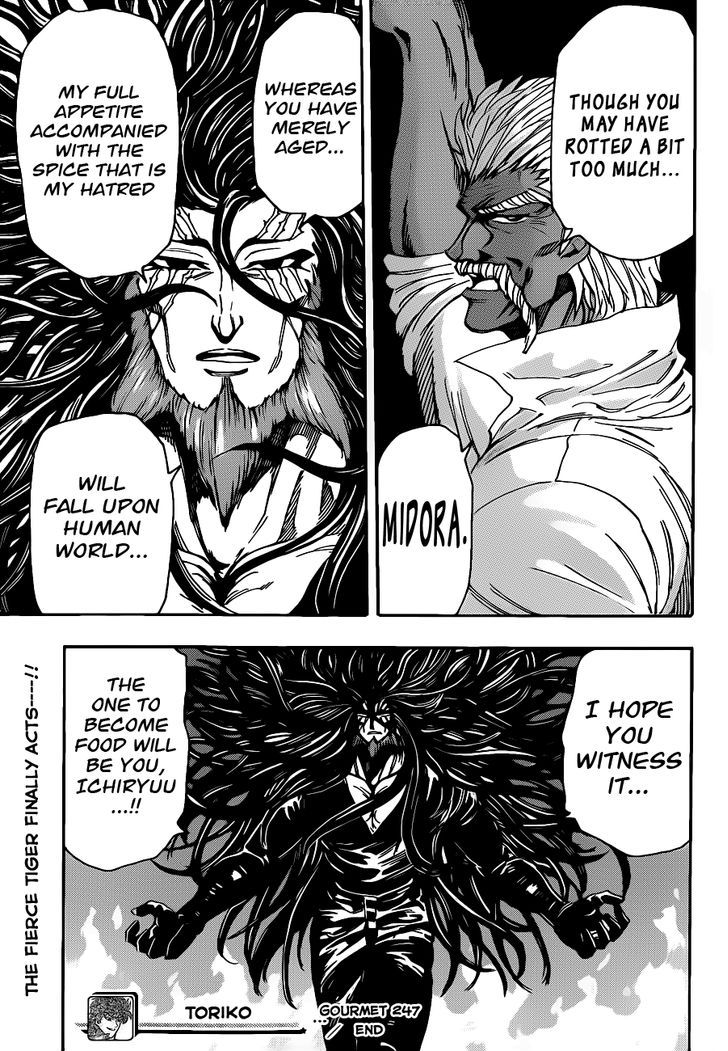 THOUGH YOU
MAY HAVE
ROTTED A BIT
TOO MUCH...
MIDORA.
WHEREAS
YOU HAVE
MERELY
AGED...
MY FULL
APPETITE
ACCOMPANIED
WITH THE
SPICE THAT IS
MY HATRED
WILL
FALL UPON
HUMAN
WORLD...
I HOPE
YOU
WITNESS
IT...
THE
ONE TO
BECOME
FOOD WILL
BE YOU,
ICHIRYUU
...!!
THE FIERCE TIGER FINALLY ACTS----!!
TORIKO
GOURMET 247
...
END